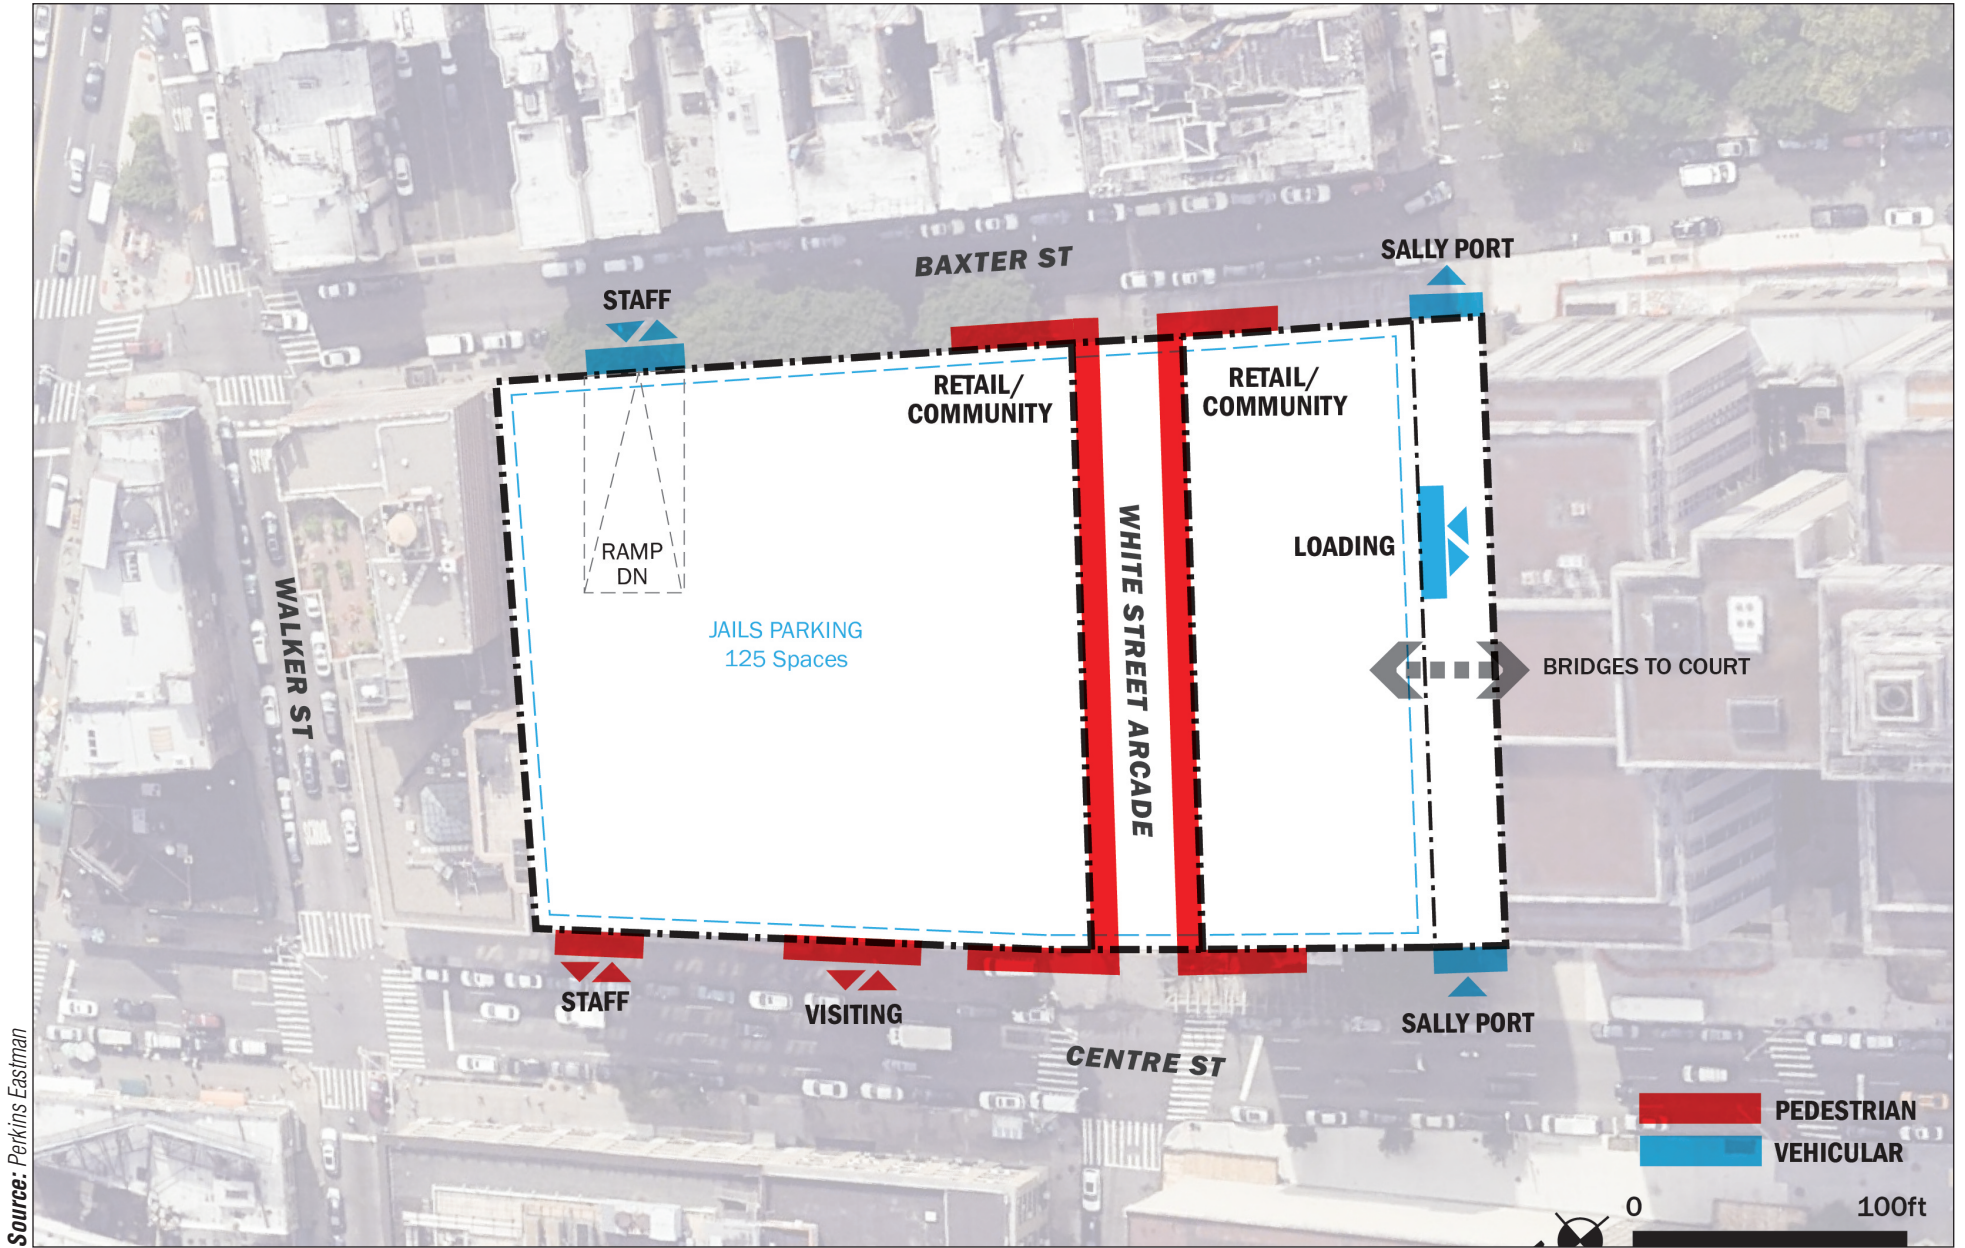 BAXTER ST
SALLY PORT
STAFF
RETAIL/
COMMUNITY
RETAIL/
COMMUNITY
RAMP
DN
LOADING
WHITE STREET ARCADE
WALKER ST
JAILS PARKING
125 Spaces
BRIDGES TO COURT
STAFF
VISITING
SALLY PORT
CENTRE ST
PEDESTRIAN
VEHICULAR
0
100ft
Source: Perkins Eastman